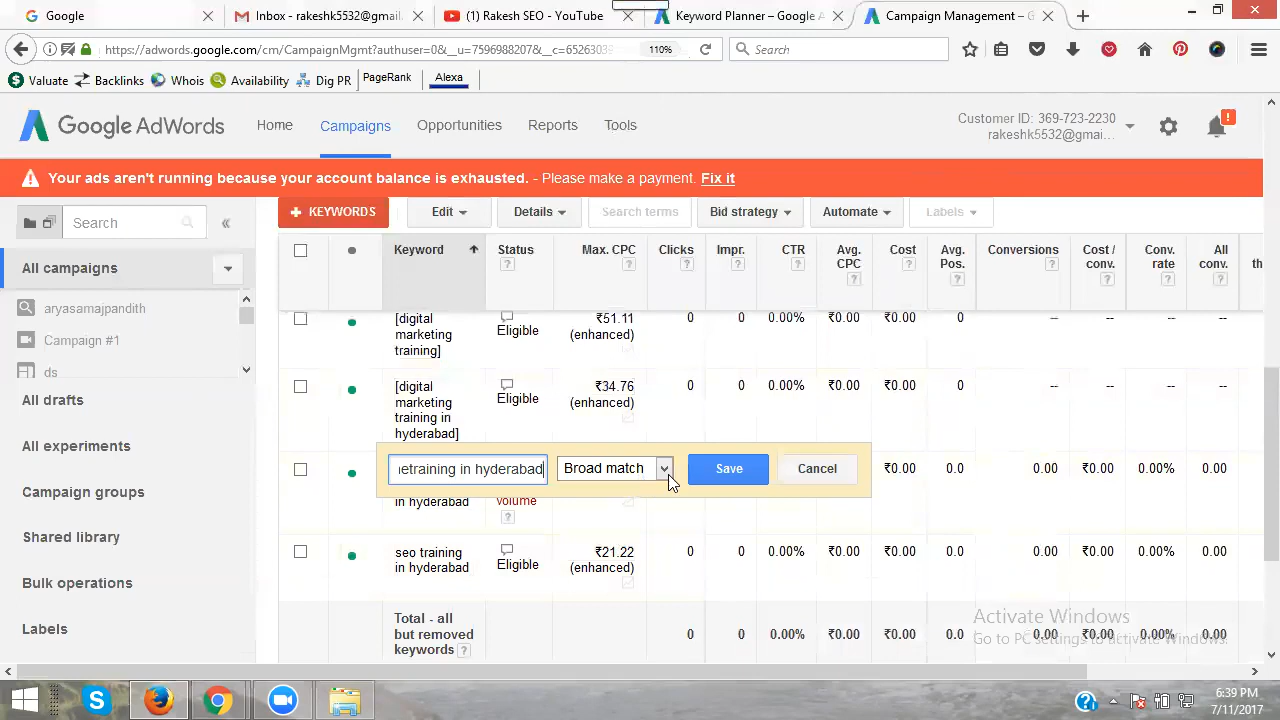 Google
Inbox - rakeshk5532@gmai
(1) Rakesh SEO - YouTube
Keyword Planner – Google A
Campaign Management – G
https://adwords.google.com/cm/CampaignMgmt?authuser=0&__u=7596988207&__c=6526303
110%
Search
Valuate
Backlinks
Whois
Availability
Dig PR
PageRank
Alexa
Google AdWords
Home
Campaigns
Opportunities
Reports
Tools
Customer ID: 369-723-2230
rakeshk5532@gmai...
!
Your ads aren't running because your account balance is exhausted. - Please make a payment. Fix it
Search
«
+ KEYWORDS
Edit
Details
Search terms
Bid strategy
Automate
Labels
All campaigns
aryasamajpandith
Campaign #1
ds
All drafts
All experiments
Campaign groups
Shared library
Bulk operations
Labels
Keyword
Status
?
Max. CPC
?
Clicks
?
Impr.
?
CTR
?
Avg.
CPC
?
Cost
?
Avg.
Pos.
?
Conversions
?
Cost /
conv.
?
Conv.
rate
?
All
conv.
?
th
[digital
marketing
training]
Eligible
₹51.11
(enhanced)
0 0 0.00% ₹0.00 ₹0.00 0 -- -- -- --
[digital
marketing
training in
hyderabad]
Eligible
₹34.76
(enhanced)
0 0 0.00% ₹0.00 ₹0.00 0 -- -- -- --
etraining in hyderabad
Broad match
Save
Cancel
₹0.00 0.0 0.00 ₹0.00 0.00% 0.00
in hyderabad
volume
?
seo training
in hyderabad
Eligible
₹21.22
(enhanced)
0 0 0.00% ₹0.00 ₹0.00 0.0 0.00 ₹0.00 0.00% 0.00
Total - all
but removed
keywords ?
0 0 0.00% ₹0.00 ₹0.00 0.0 0.00 ₹0.00 0.00% 0.00
Activate Windows
Go to PC settings to activate Windows.
6:39 PM
7/11/2017